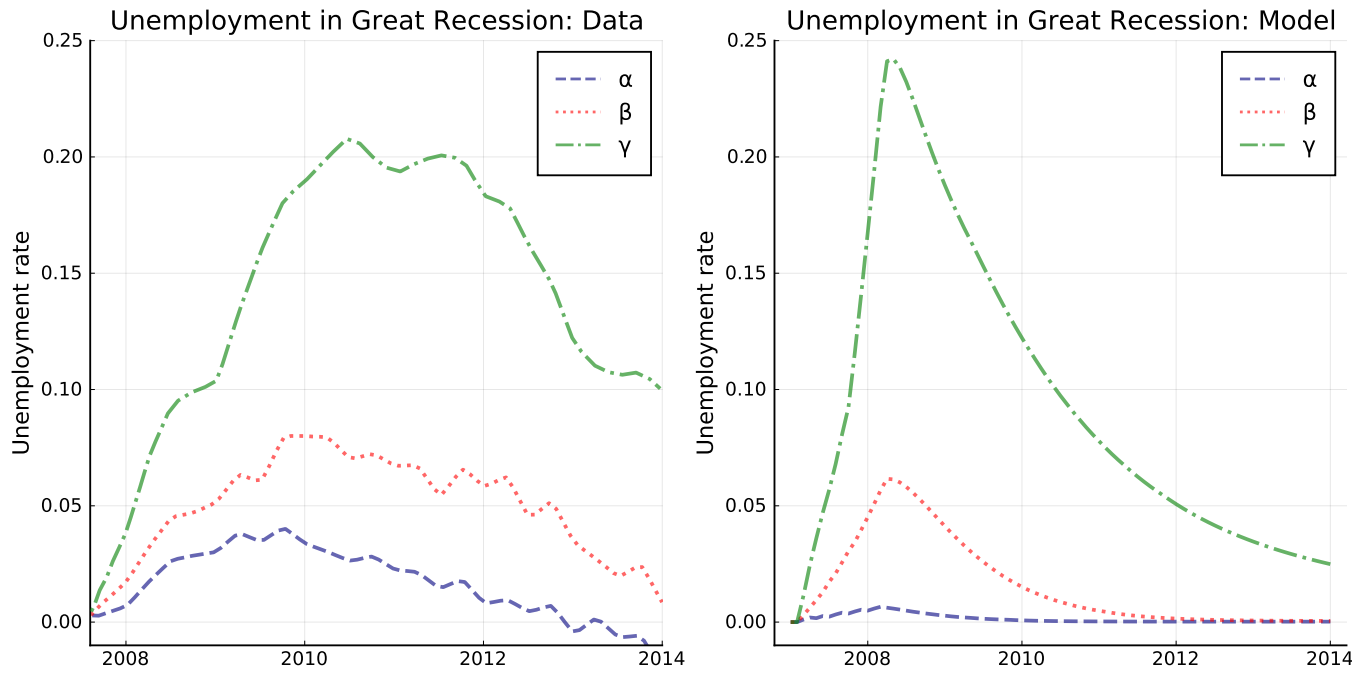 Unemployment in Great Recession: Data
Unemployment rate
0.25
0.20
0.15
0.10
0.05
0.00
2008
2010
2012
2014
α
β
γ
Unemployment in Great Recession: Model
Unemployment rate
0.25
0.20
0.15
0.10
0.05
0.00
2008
2010
2012
2014
α
β
γ